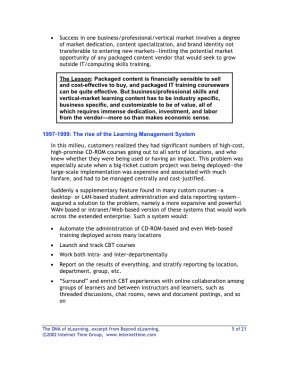 • Success in one business/professional/vertical market involves a degree
of market dedication, content specialization, and brand identity not
transferable to entering new markets—limiting the potential market
opportunity of any packaged content vendor that would seek to grow
outside IT/computing skills training.
The Lesson: Packaged content is financially sensible to sell
and cost-effective to buy, and packaged IT training courseware
can be quite effective. But business/professional skills and
vertical-market learning content has to be industry specific,
business specific, and customizable to be of value, all of
which requires immense dedication, investment, and labor
from the vendor—more so than makes economic sense.
1997-1999: The rise of the Learning Management System
In this milieu, customers realized they had significant numbers of high-cost,
high-promise CD-ROM courses going out to all sorts of locations, and who
knew whether they were being used or having an impact. This problem was
especially acute when a big-ticket custom project was being deployed—the
large-scale implementation was expensive and associated with much
fanfare, and had to be managed centrally and cost-justified.
Suddenly a supplementary feature found in many custom courses—a
desktop- or LAN-based student administration and data reporting system—
augured a solution to the problem, namely a more expansive and powerful
WAN-based or intranet/Web-based version of these systems that would work
across the extended enterprise. Such a system would:
• Automate the administration of CD-ROM-based and even Web-based
training deployed across many locations
• Launch and track CBT courses
• Work both intra- and inter-departmentally
• Report on the results of everything, and stratify reporting by location,
department, group, etc.
• "Surround" and enrich CBT experiences with online collaboration among
groups of learners and between instructors and learners, such as
threaded discussions, chat rooms, news and document postings, and so
on
The DNA of eLearning, excerpt from Beyond eLearning, 5 of 21
©2002 Internet Time Group, www.internettime.com